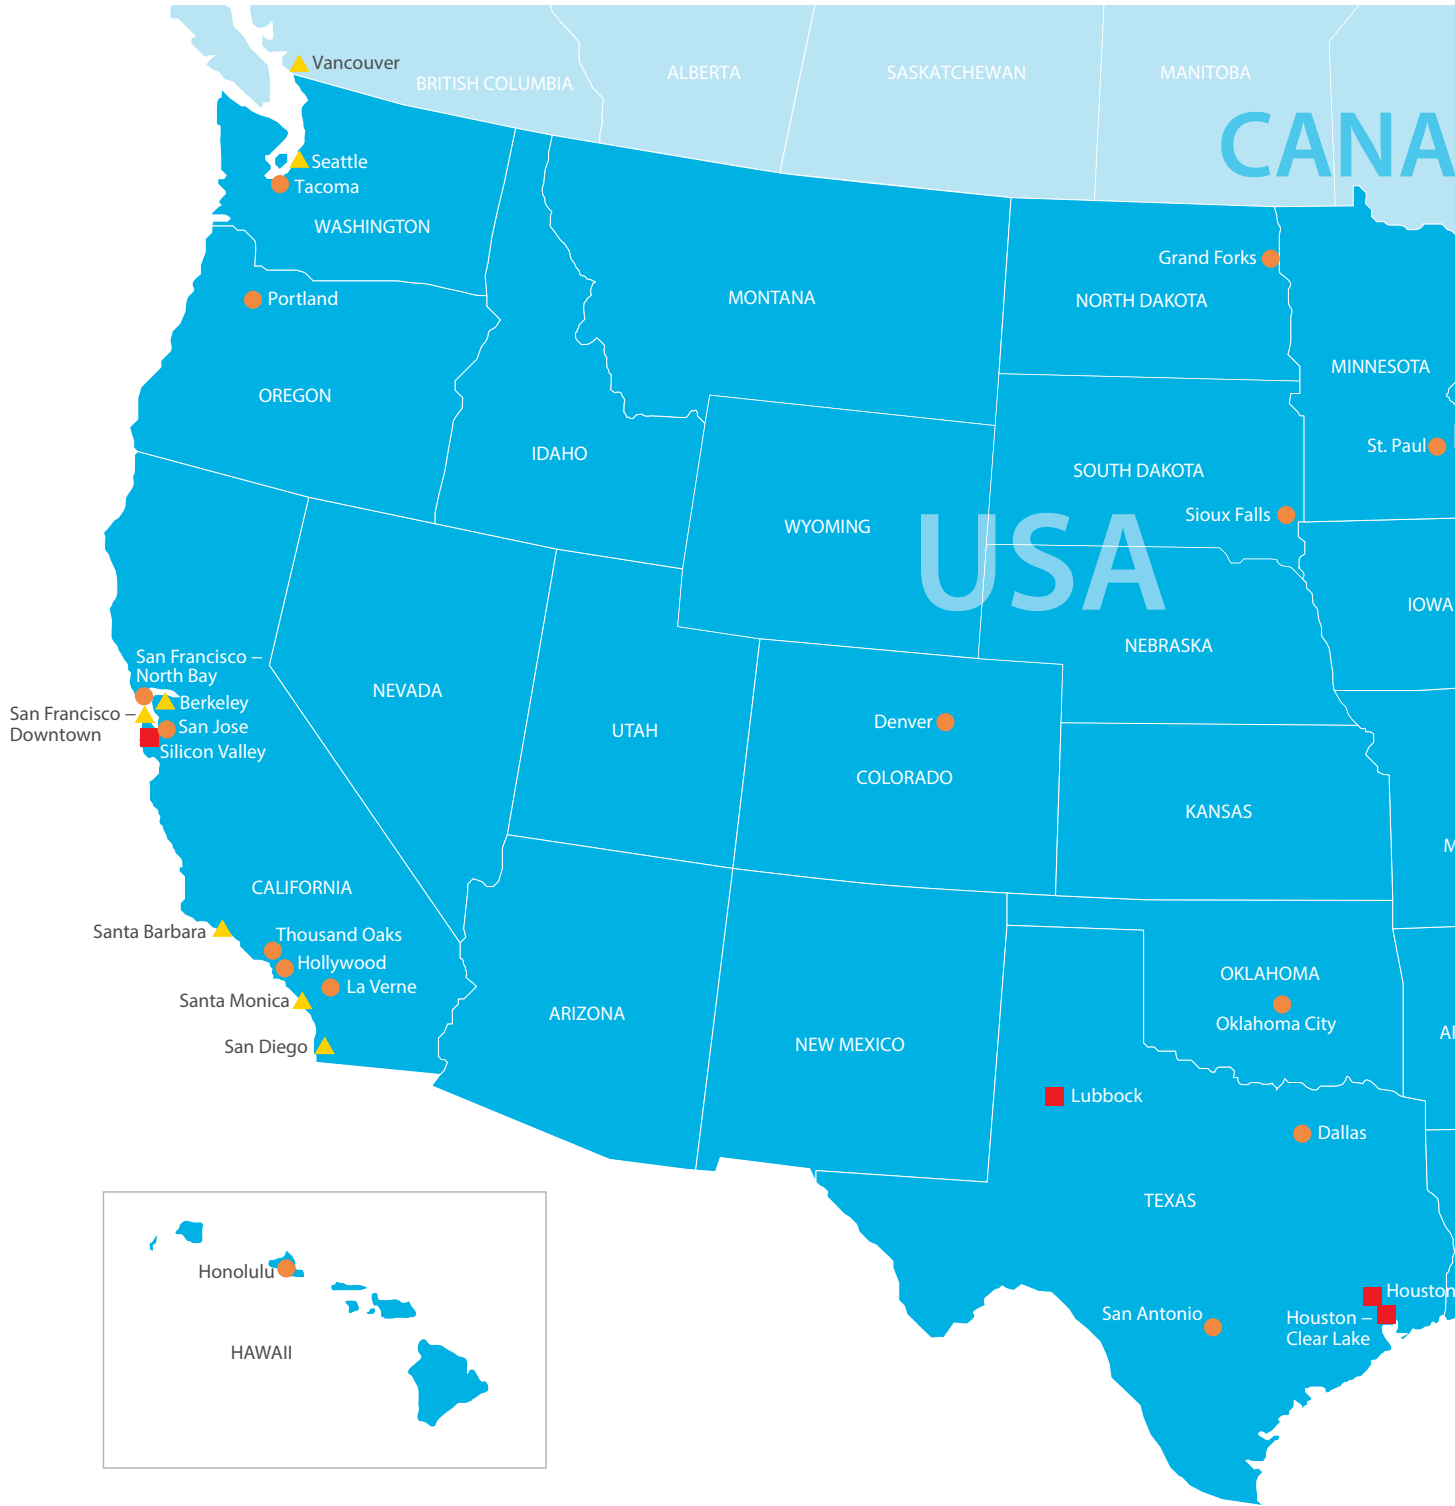 Vancouver
BRITISH COLUMBIA
ALBERTA
SASKATCHEWAN
MANITOBA
CANA
Seattle
Tacoma
WASHINGTON
Grand Forks
Portland
MONTANA
NORTH DAKOTA
MINNESOTA
OREGON
St. Paul
IDAHO
SOUTH DAKOTA
Sioux Falls
WYOMING
USA
IOWA
NEBRASKA
San Francisco –
North Bay
NEVADA
Berkeley
San Francisco –
Downtown
San Jose
Silicon Valley
UTAH
Denver
COLORADO
KANSAS
M
CALIFORNIA
Santa Barbara
Thousand Oaks
Hollywood
La Verne
Santa Monica
San Diego
ARIZONA
NEW MEXICO
OKLAHOMA
Oklahoma City
AR
Lubbock
Dallas
TEXAS
Honolulu
HAWAII
San Antonio
Houston
Houston –
Clear Lake